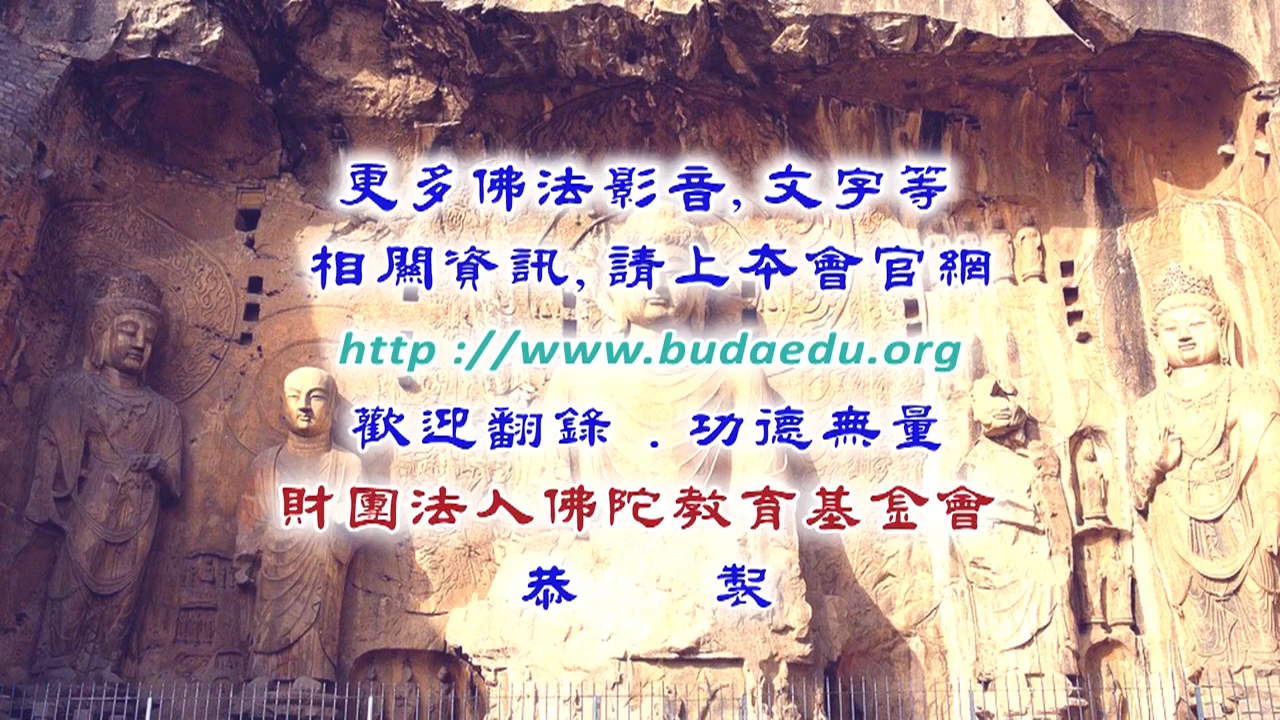 更多佛法影音,文字等
相關資訊,請上本會官網
http ://www.budaedu.org
歡迎翻錄 . 功德無量
財團法人佛陀教育基金會
恭 製